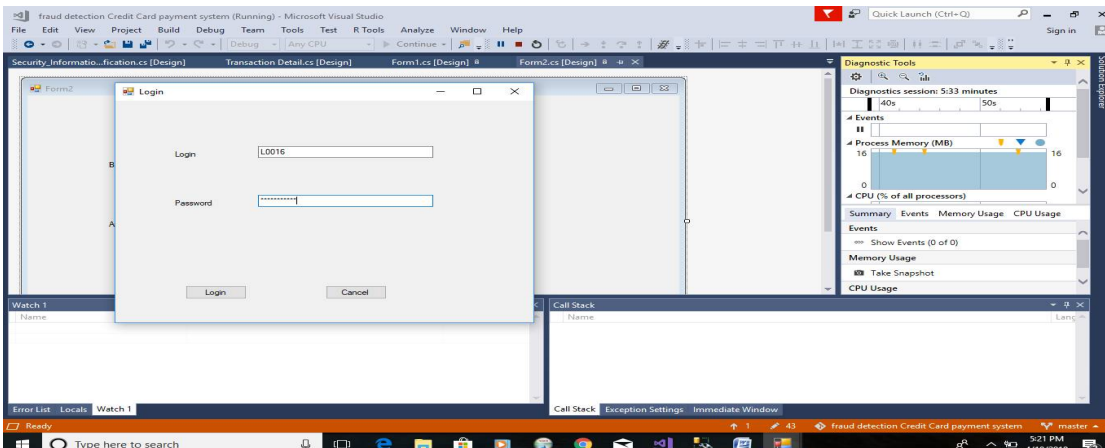 fraud detection Credit Card payment system (Running) - Microsoft Visual Studio
Quick Launch (Ctrl+Q)
File Edit View Project Build Debug Team Tools Test R Tools Analyze Window Help
Sign in
Debug Any CPU Continue
Security_Informatio...fication.cs [Design] Transaction Detail.cs [Design] Form1.cs [Design] Form2.cs [Design]
Form2
Login
Login L0016
B
Password ***********
A
Login Cancel
Diagnostic Tools
Diagnostics session: 5:33 minutes
40s 50s
Events
Process Memory (MB)
16 16
0 0
CPU (% of all processors)
Summary Events Memory Usage CPU Usage
Events
Show Events (0 of 0)
Memory Usage
Take Snapshot
CPU Usage
Solution Explorer
Watch 1
Name
Call Stack
Name Lang
Error List Locals Watch 1
Call Stack Exception Settings Immediate Window
Ready
1 43 fraud detection Credit Card payment system master
Type here to search
5:21 PM